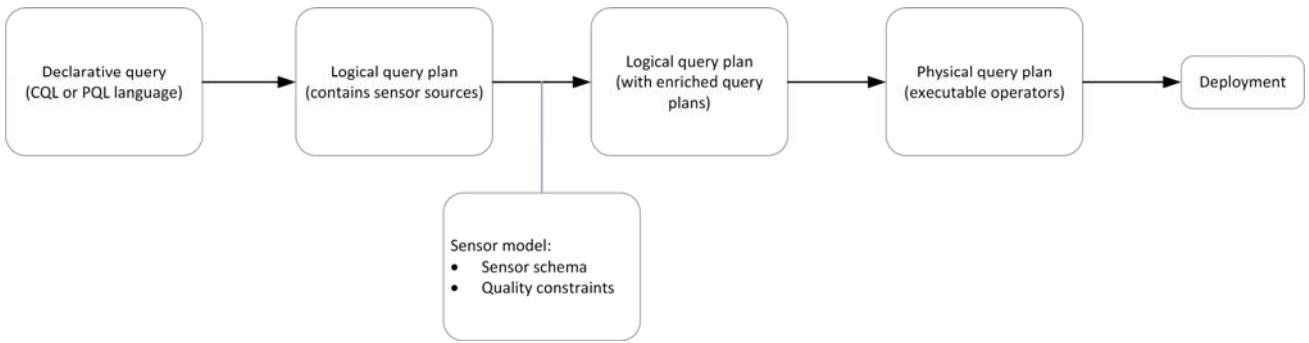 Declarative query
(CQL or PQL language)
Logical query plan
(contains sensor sources)
Logical query plan
(with enriched query
plans)
Physical query plan
(executable operators)
Deployment
Sensor model:
• Sensor schema
• Quality constraints